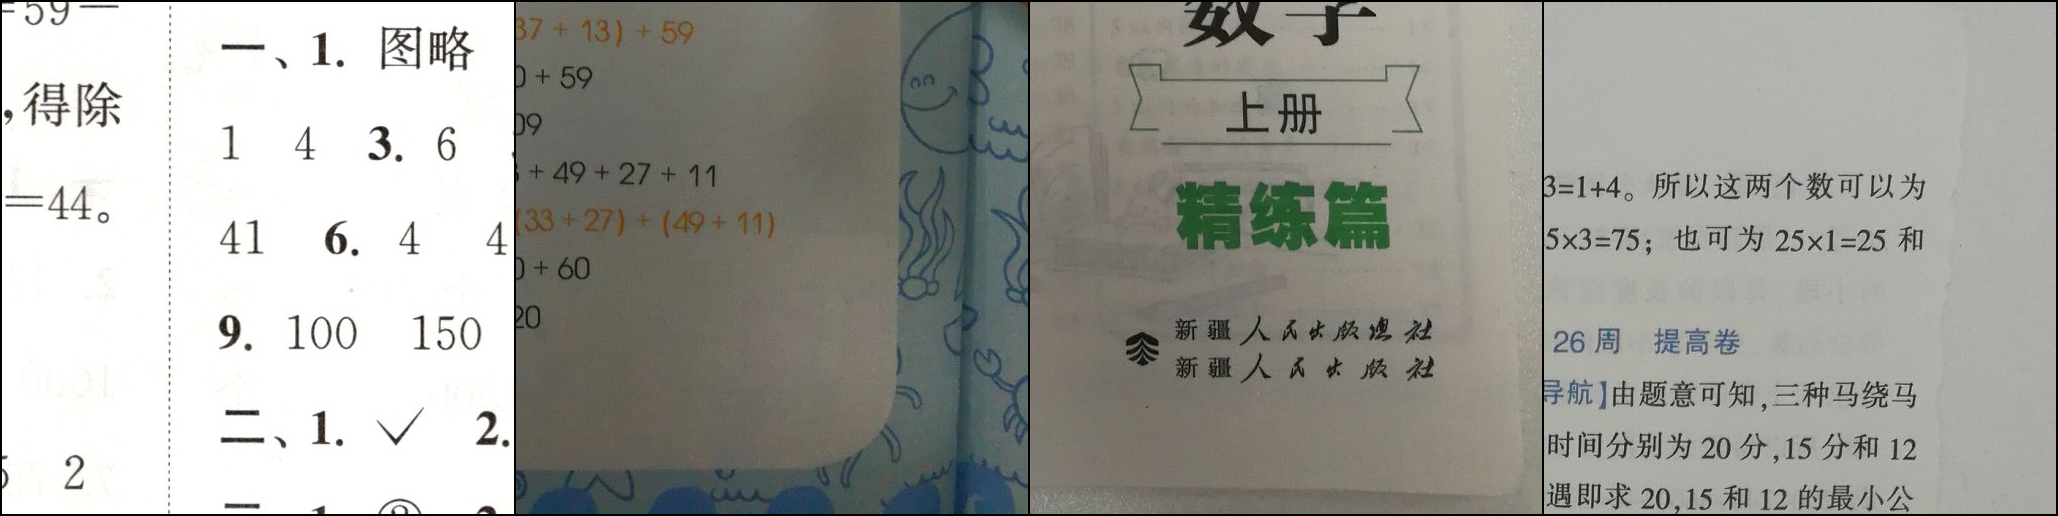 =59—
,得除
=44。
2
一、1. 图略
1 4 3. 6
41 6. 4 4
9. 100 150
二、1. ✓ 2.
37 + 13) + 59
0 + 59
09
+ 49 + 27 + 11
(33 + 27) + (49 + 11)
0 + 60
20
数学
上册
精练篇
新疆人民出版总社
新疆人民出版社
3=1+4。所以这两个数可以为
5×3=75；也可为 25×1=25 和
26周 提高卷
导航】由题意可知,三种马绕马
时间分别为 20 分,15 分和 12
遇即求 20,15 和 12 的最小公